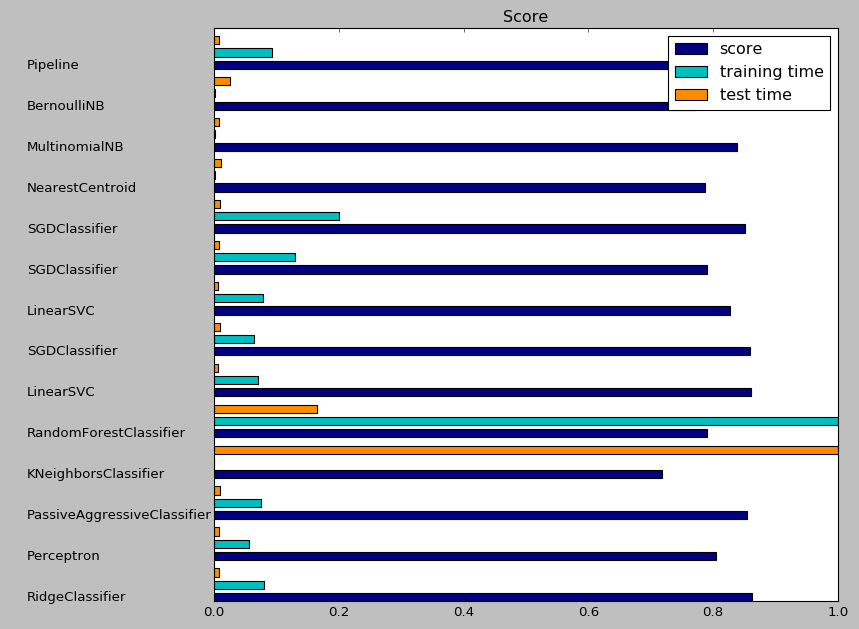 Score
score
training time
test time
Pipeline
BernoulliNB
MultinomialNB
NearestCentroid
SGDClassifier
SGDClassifier
LinearSVC
SGDClassifier
LinearSVC
RandomForestClassifier
KNeighborsClassifier
PassiveAggressiveClassifier
Perceptron
RidgeClassifier
0.0 0.2 0.4 0.6 0.8 1.0